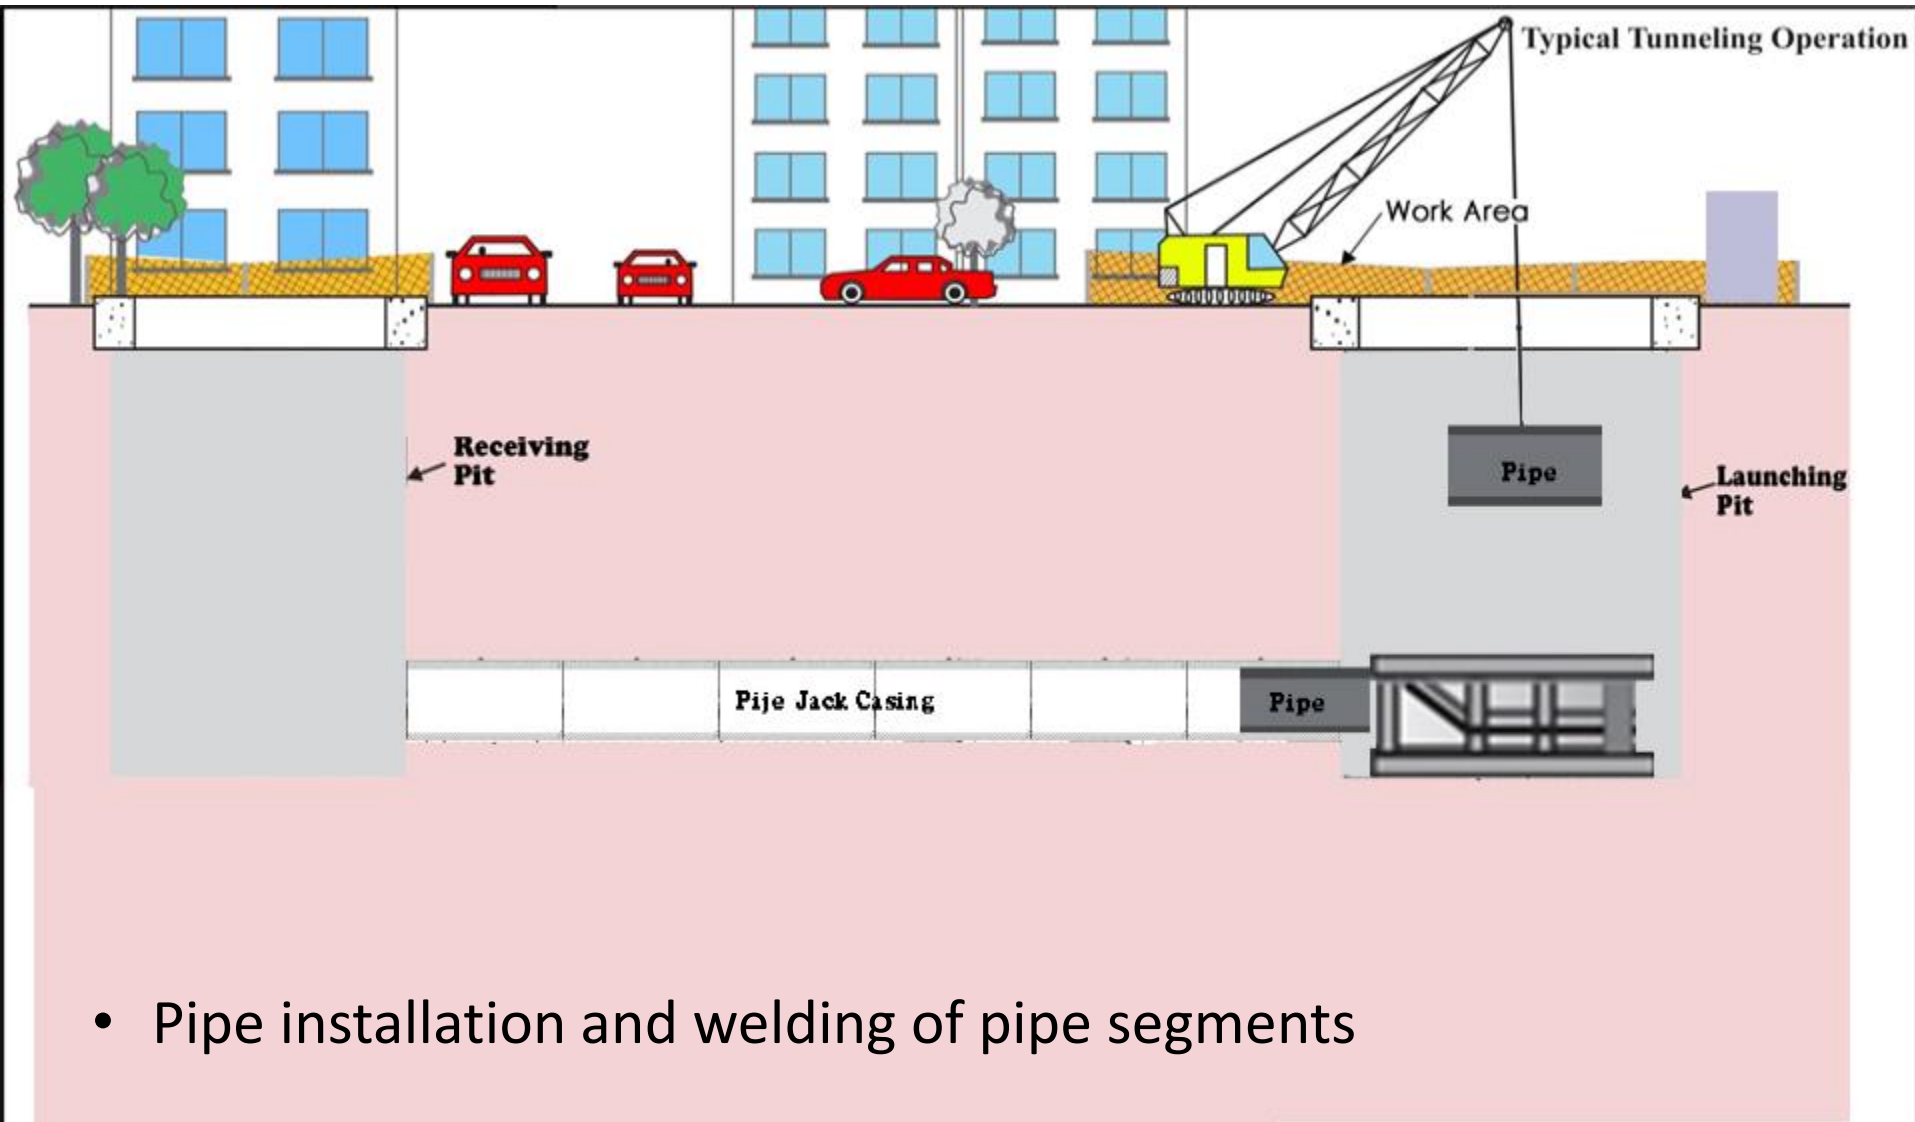 Typical Tunneling Operation
Work Area
Receiving
Pit
Pipe
Launching
Pit
Pije Jack Casing
Pipe
• Pipe installation and welding of pipe segments